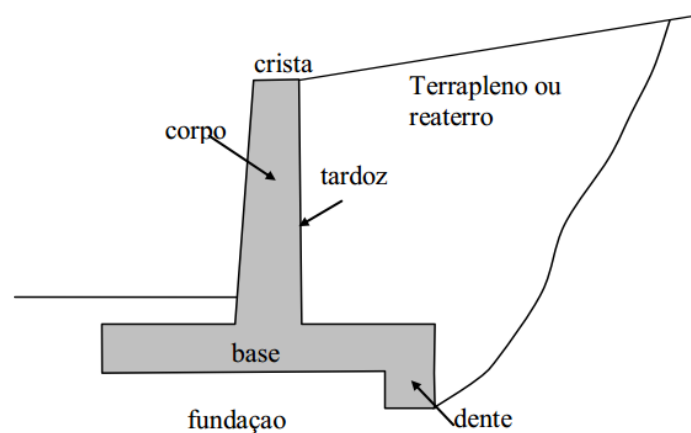 crista
Terrapleno ou
reaterro
corpo
tardoz
base
fundaçao
dente